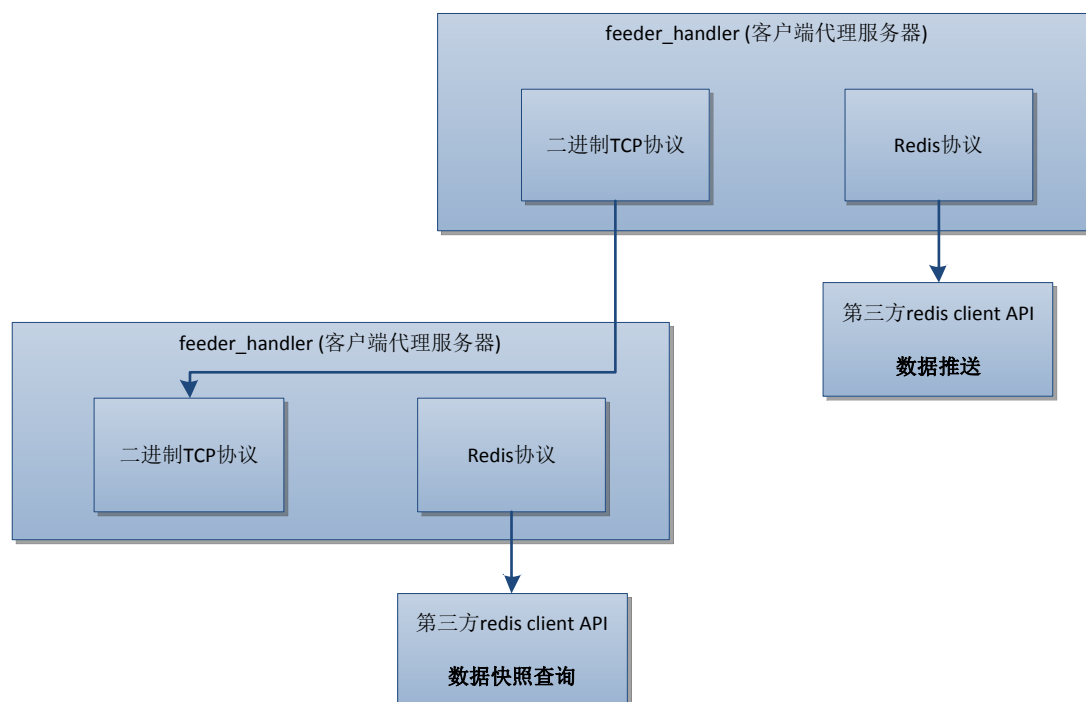 feeder_handler (客户端代理服务器)
二进制TCP协议
Redis协议
第三方redis client API
数据推送
feeder_handler (客户端代理服务器)
二进制TCP协议
Redis协议
第三方redis client API
数据快照查询